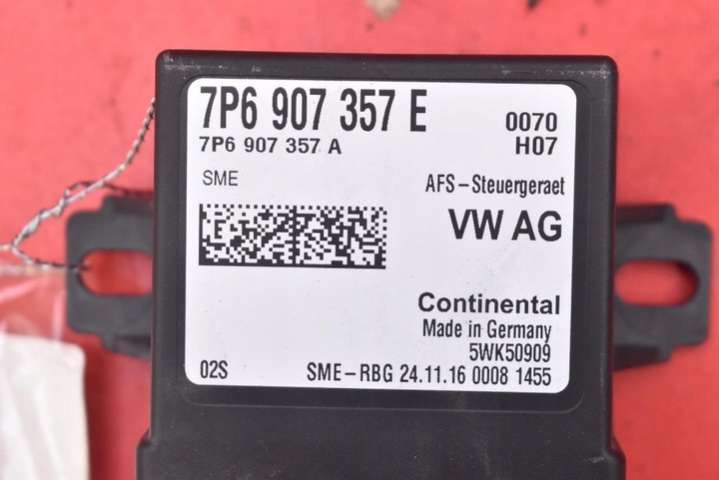 7P6 907 357 E 0070
7P6 907 357 A H07
SME AFS-Steuergeraet
VW AG
Continental
Made in Germany
5WK50909
02S SME-RBG 24.11.16 0008 1455